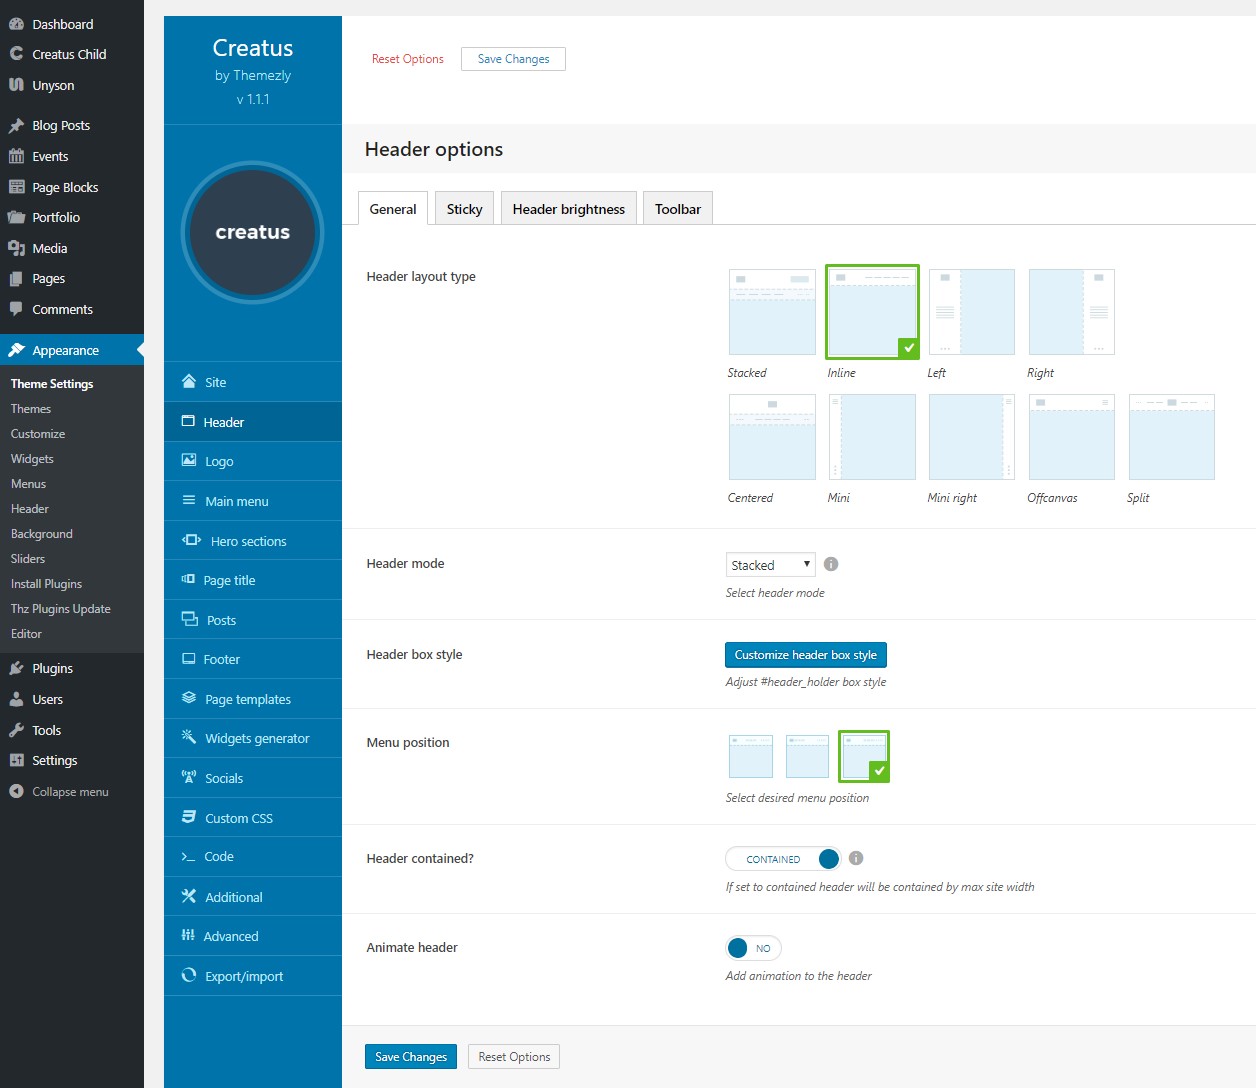 Dashboard
Creatus Child
Unyson
Blog Posts
Events
Page Blocks
Portfolio
Media
Pages
Comments
Appearance
Theme Settings
Themes
Customize
Widgets
Menus
Header
Background
Sliders
Install Plugins
Thz Plugins Update
Editor
Plugins
Users
Tools
Settings
Collapse menu
Creatus
by Themezly
v 1.1.1
creatus
Site
Header
Logo
Main menu
Hero sections
Page title
Posts
Footer
Page templates
Widgets generator
Socials
Custom CSS
Code
Additional
Advanced
Export/import
Reset Options Save Changes
Header options
General Sticky Header brightness Toolbar
Header layout type
Stacked Inline Left Right
Centered Mini Mini right Offcanvas Split
Header mode
Stacked
Select header mode
Header box style
Customize header box style
Adjust #header_holder box style
Menu position
Select desired menu position
Header contained?
CONTAINED
If set to contained header will be contained by max site width
Animate header
NO
Add animation to the header
Save Changes Reset Options